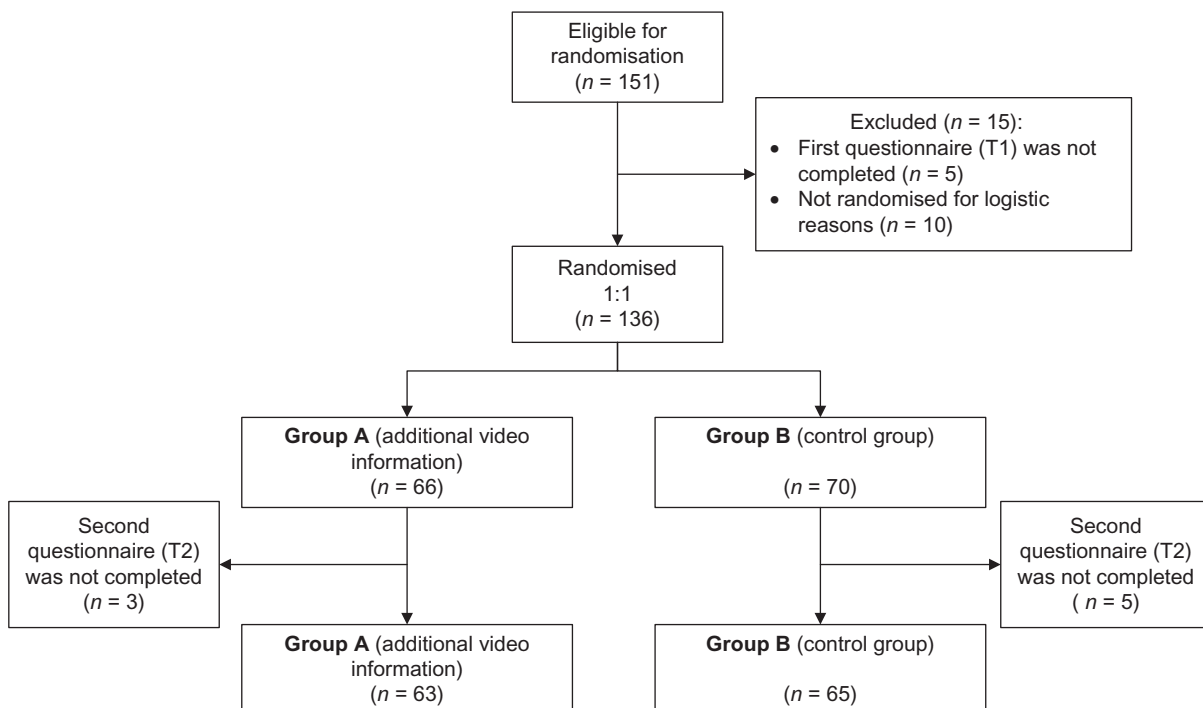 Eligible for
randomisation
(n = 151)
Excluded (n = 15):
• First questionnaire (T1) was not
completed (n = 5)
• Not randomised for logistic
reasons (n = 10)
Randomised
1:1
(n = 136)
Group A (additional video
information)
(n = 66)
Group B (control group)
(n = 70)
Second
questionnaire (T2)
was not completed
(n = 3)
Second
questionnaire (T2)
was not completed
( n = 5)
Group A (additional video
information)
(n = 63)
Group B (control group)
(n = 65)